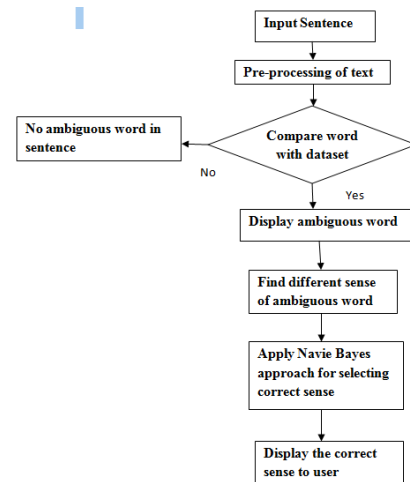 Input Sentence
Pre-processing of text
Compare word
with dataset
No ambiguous word in
sentence
No
Yes
Display ambiguous word
Find different sense
of ambiguous word
Apply Navie Bayes
approach for selecting
correct sense
Display the correct
sense to user